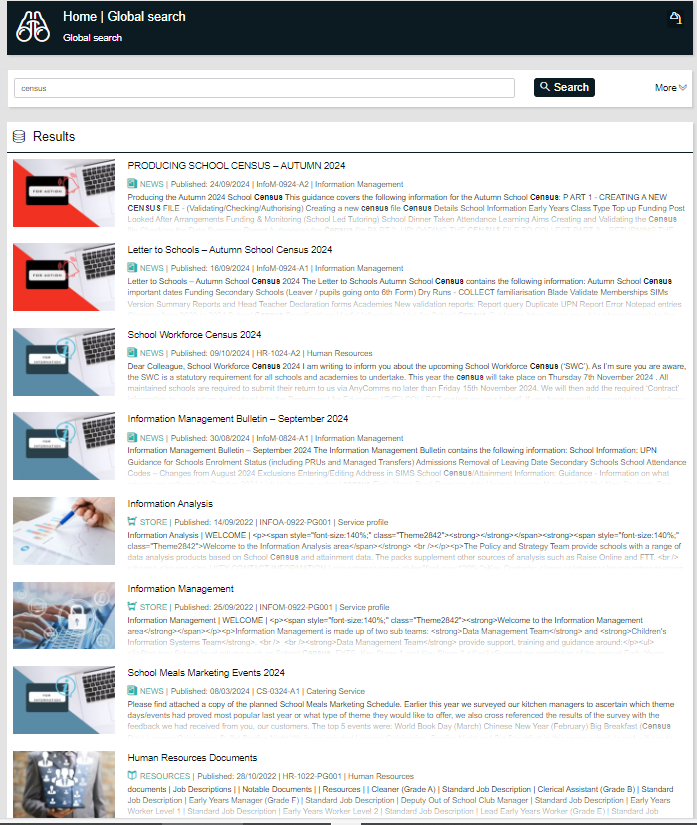 Home | Global search
Global search
census
Search
More
Results
PRODUCING SCHOOL CENSUS – AUTUMN 2024
NEWS | Published: 24/09/2024 | InfoM-0924-A2 | Information Management
Producing the Autumn 2024 School Census This guidance covers the following information for the Autumn School Census: PART 1 - CREATING A NEW
CENSUS file - (Validating/Checking/Authorising) Creating a new census file Census Details School Information Early Years Class Type Top up Funding Post
Looked After Arrangements Funding & Monitoring (School Led Tutoring) School Dinner Taken Attendance Learning Aims Creating and Validating the Census
FOR ACTION
Letter to Schools – Autumn School Census 2024
NEWS | Published: 16/09/2024 | InfoM-0924-A1 | Information Management
Letter to Schools – Autumn School Census 2024 The Letter to Schools Autumn School Census contains the following information: Autumn School Census
important dates Funding Secondary Schools (Leaver / pupils going onto 6th Form) Dry Runs - COLLECT familiarisation Blade Validate Memberships SIMs
Version Summary Reports and Head Teacher Declaration forms Academies New validation reports: Report query Duplicate UPN Report Error Notepad entries
FOR ACTION
School Workforce Census 2024
NEWS | Published: 09/10/2024 | HR-1024-A2 | Human Resources
Dear Colleague, School Workforce Census 2024 I am writing to inform you about the upcoming School Workforce Census ('SWC'). As I'm sure you are aware,
the SWC is a statutory requirement for all schools and academies to undertake. This year the census will take place on Thursday 7th November 2024 . All
maintained schools are required to submit their return to us via AnyComms no later than Friday 15th November 2024. We will then add the required 'Contract'
Information Management Bulletin – September 2024
NEWS | Published: 30/08/2024 | InfoM-0824-A1 | Information Management
Information Management Bulletin – September 2024 The Information Management Bulletin contains the following information: School Information: UPN
Guidance for Schools Enrolment Status (including PRUs and Managed Transfers) Admissions Removal of Leaving Date Secondary Schools School Attendance
Codes – Changes from August 2024 Exclusions Entering/Editing Address in SIMS School Census/Attainment Information: Guidance - Information on what
Information Analysis
STORE | Published: 14/09/2022 | INFOA-0922-PG001 | Service profile
Information Analysis | WELCOME | <p><span style="font-size:140%;" class="Theme2842"><strong></strong></span><strong><span style="font-size:140%;"
class="Theme2842">Welcome to the Information Analysis area</span></strong> <br /></p><p>The Policy and Strategy Team provide schools with a range of
data analysis products based on School Census and attainment data. The packs supplement other sources of analysis such as Raise Online and FTT. <br
Information Management
STORE | Published: 25/09/2022 | INFOM-0922-PG001 | Service profile
Information Management | WELCOME | <p><span style="font-size:140%;" class="Theme2842"><strong>Welcome to the Information Management
area</strong></span></p><p>Information Management is made up of two sub teams: <strong>Data Management Team</strong> and <strong>Children's
Information Systems Team</strong>. <br /> <br /><strong>Data Management Team</strong> provide support, training and guidance around:</p><ul>
School Meals Marketing Events 2024
NEWS | Published: 08/03/2024 | CS-0324-A1 | Catering Service
Please find attached a copy of the planned School Meals Marketing Schedule. Earlier this year we surveyed our kitchen managers to ascertain which theme
days/events had proved most popular last year or what type of theme they would like to offer, we also cross referenced the results of the survey with the
feedback we had received from you, our customers. The top 5 events were: World Book Day (March) Chinese New Year (February) Big Breakfast (Census
Human Resources Documents
RESOURCES | Published: 28/10/2022 | HR-1022-PG001 | Human Resources
documents | Job Descriptions | | Notable Documents | | Resources | | Cleaner (Grade A) | Standard Job Description | Clerical Assistant (Grade B) | Standard
Job Description | Early Years Manager (Grade F) | Standard Job Description | Deputy Out of School Club Manager | Standard Job Description | Early Years
Worker Level 1 | Standard Job Description | Early Years Worker Level 2 | Standard Job Description | Lead Early Years Worker (Grade E) | Standard Job